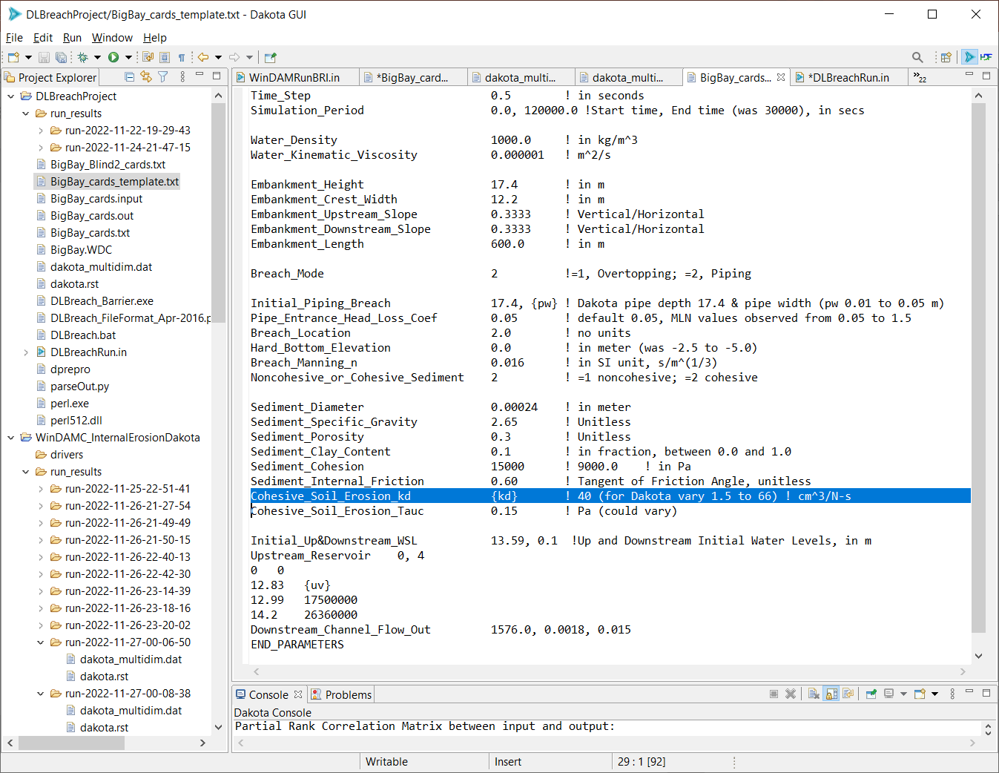 DLBreachProject/BigBay_cards_template.txt - Dakota GUI
File Edit Run Window Help
Project Explorer
DLBreachProject
run_results
run-2022-11-22-19-29-43
run-2022-11-24-21-47-15
BigBay_Blind2_cards.txt
BigBay_cards_template.txt
BigBay_cards.input
BigBay_cards.out
BigBay_cards.txt
BigBay.WDC
dakota_multidim.dat
dakota.rst
DLBreach_Barrier.exe
DLBreach_FileFormat_Apr-2016.p
DLBreach.bat
DLBreachRun.in
dprepro
parseOut.py
perl.exe
perl512.dll
WinDAMC_InternalErosionDakota
drivers
run_results
run-2022-11-25-22-51-41
run-2022-11-26-21-27-54
run-2022-11-26-21-49-49
run-2022-11-26-21-50-15
run-2022-11-26-22-40-13
run-2022-11-26-22-42-30
run-2022-11-26-23-14-39
run-2022-11-26-23-18-16
run-2022-11-26-23-20-02
run-2022-11-27-00-06-50
dakota_multidim.dat
dakota.rst
run-2022-11-27-00-08-38
dakota_multidim.dat
dakota.rst
WinDAMRunBRI.in *BigBay_card... dakota_multi... dakota_multi... BigBay_cards... *DLBreachRun.in »22
Time_Step 0.5 ! in seconds
Simulation_Period 0.0, 120000.0 !Start time, End time (was 30000), in secs
Water_Density 1000.0 ! in kg/m^3
Water_Kinematic_Viscosity 0.000001 ! m^2/s
Embankment_Height 17.4 ! in m
Embankment_Crest_Width 12.2 ! in m
Embankment_Upstream_Slope 0.3333 ! Vertical/Horizontal
Embankment_Downstream_Slope 0.3333 ! Vertical/Horizontal
Embankment_Length 600.0 ! in m
Breach_Mode 2 !=1, Overtopping; =2, Piping
Initial_Piping_Breach 17.4, {pw} ! Dakota pipe depth 17.4 & pipe width (pw 0.01 to 0.05 m)
Pipe_Entrance_Head_Loss_Coef 0.05 ! default 0.05, MLN values observed from 0.05 to 1.5
Breach_Location 2.0 ! no units
Hard_Bottom_Elevation 0.0 ! in meter (was -2.5 to -5.0)
Breach_Manning_n 0.016 ! in SI unit, s/m^(1/3)
Noncohesive_or_Cohesive_Sediment 2 ! =1 noncohesive; =2 cohesive
Sediment_Diameter 0.00024 ! in meter
Sediment_Specific_Gravity 2.65 ! Unitless
Sediment_Porosity 0.3 ! Unitless
Sediment_Clay_Content 0.1 ! in fraction, between 0.0 and 1.0
Sediment_Cohesion 15000 ! 9000.0 ! in Pa
Sediment_Internal_Friction 0.60 ! Tangent of Friction Angle, unitless
Cohesive_Soil_Erosion_kd {kd} ! 40 (for Dakota vary 1.5 to 66) ! cm^3/N-s
Cohesive_Soil_Erosion_Tauc 0.15 ! Pa (could vary)
Initial_Up&Downstream_WSL 13.59, 0.1 !Up and Downstream Initial Water Levels, in m
Upstream_Reservoir 0, 4
0 0
12.83 {uv}
12.99 17500000
14.2 26360000
Downstream_Channel_Flow_Out 1576.0, 0.0018, 0.015
END_PARAMETERS
Console Problems
Dakota Console
Partial Rank Correlation Matrix between input and output:
Writable Insert 29 : 1 [92]